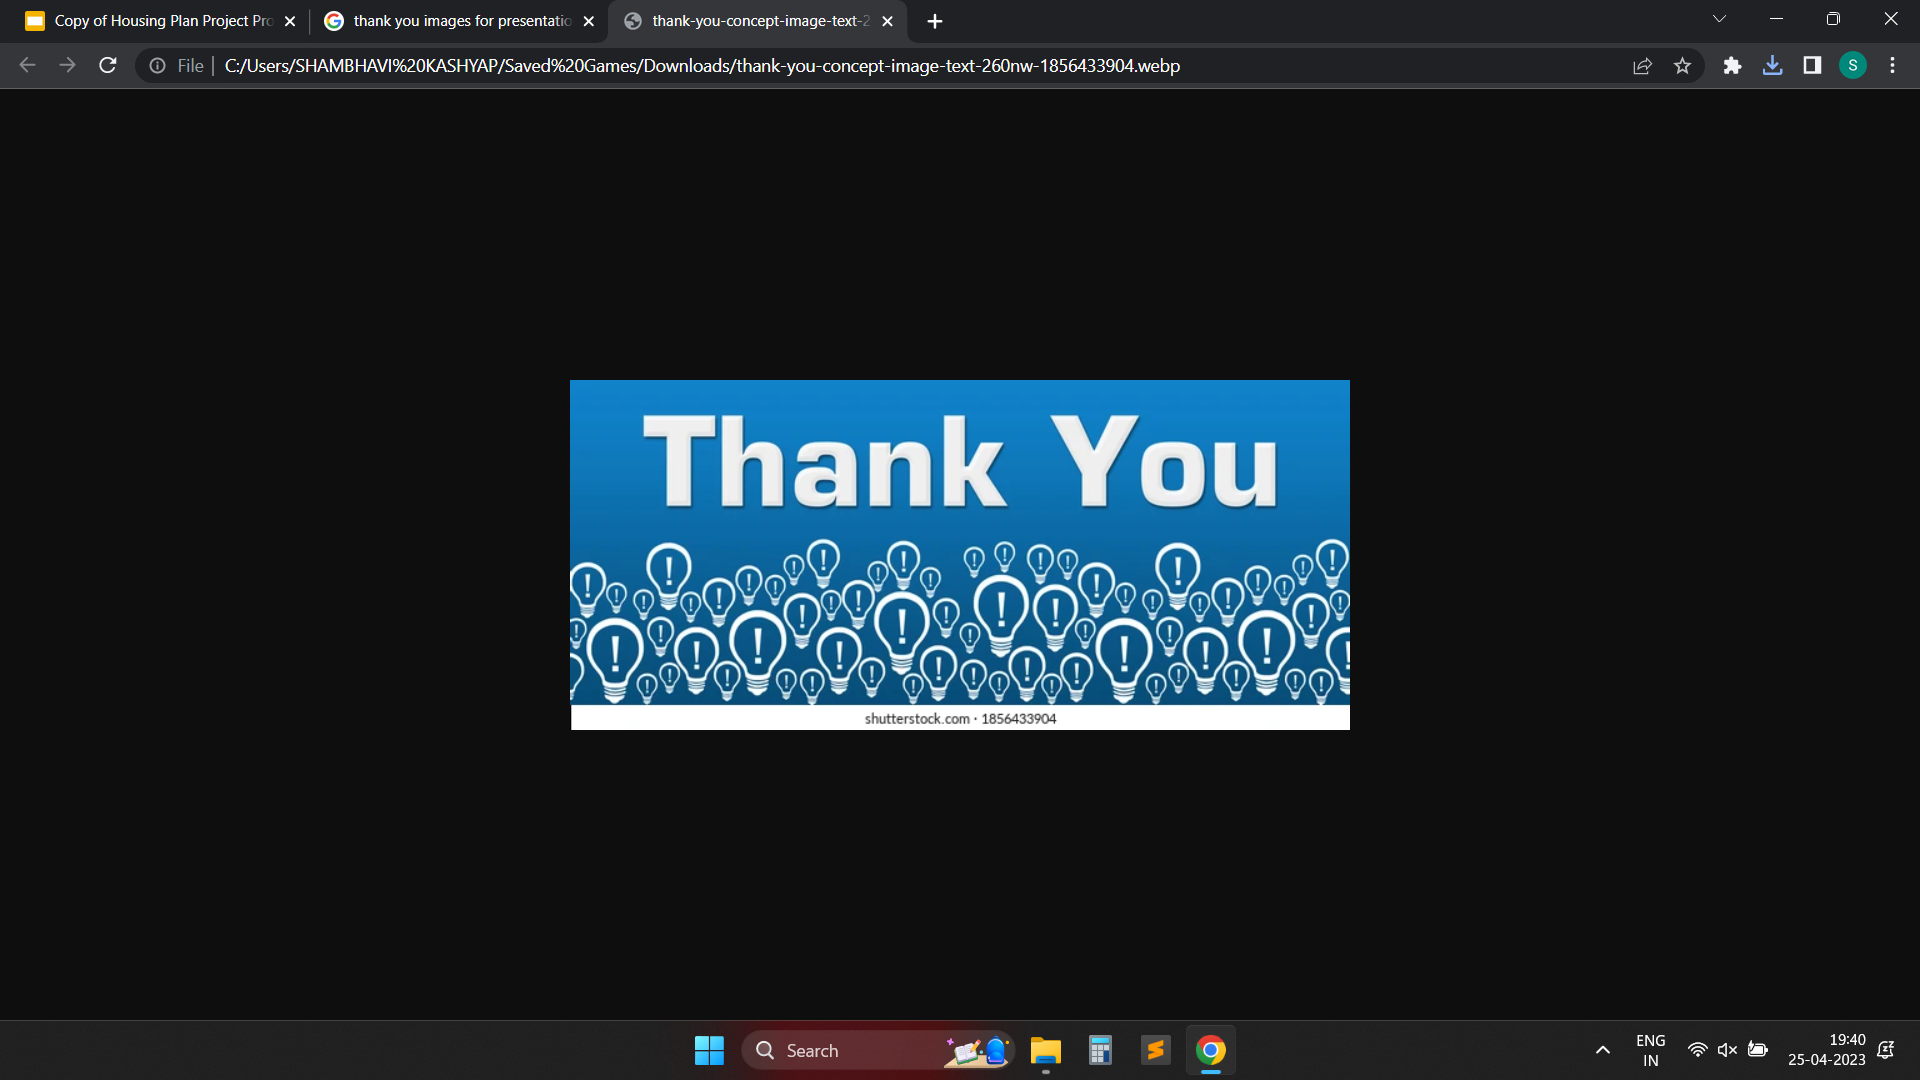 Copy of Housing Plan Project Pro
thank you images for presentatio
thank-you-concept-image-text-2
File
C:/Users/SHAMBHAVI%20KASHYAP/Saved%20Games/Downloads/thank-you-concept-image-text-260nw-1856433904.webp
S
Thank You
shutterstock.com · 1856433904
Search
ENG
IN
19:40
25-04-2023